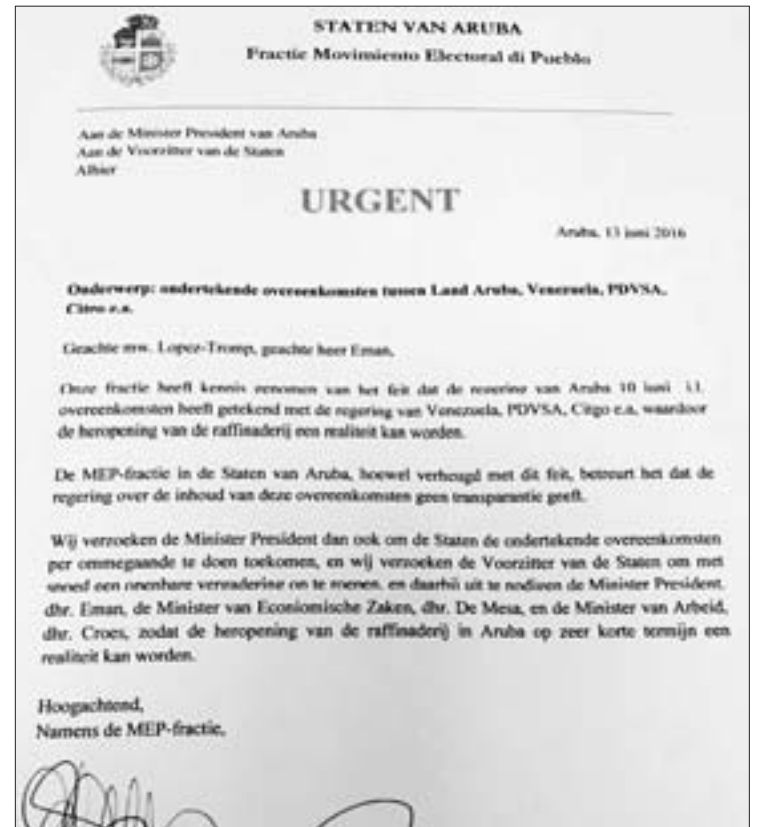 STATEN VAN ARUBA
Fractie Movimiento Electoral di Pueblo
Aan de Minister President van Aruba
Aan de Voorzitter van de Staten
Alhier
URGENT
Aruba, 13 juni 2016
Onderwerp: ondertekende overeenkomsten tussen Land Aruba, Venezuela, PDVSA,
Citgo e.a.
Geachte mw. Lopez-Tromp, geachte heer Eman,
Onze fractie heeft kennis genomen van het feit dat de regering van Aruba 10 juni
overeenkomsten heeft getekend met de regering van Venezuela, PDVSA, Citgo e.a, waardoor
de heropening van de raffinaderij een realiteit kan worden.
De MEP-fractie in de Staten van Aruba, hoewel verheugd met dit feit, betreurt het dat de
regering over de inhoud van deze overeenkomsten geen transparantie geeft.
Wij verzoeken de Minister President dan ook om de Staten de ondertekende overeenkomsten
per ommegaande te doen toekomen, en wij verzoeken de Voorzitter van de Staten om met
spoed een openbare vergadering op te roepen, en daarbij uit te nodigen de Minister President,
dhr. Eman, de Minister van Econiomische Zaken, dhr. De Mesa, en de Minister van Arbeid,
dhr. Croes, zodat de heropening van de raffinaderij in Aruba op zeer korte termijn een
realiteit kan worden.
Hoogachtend,
Namens de MEP-fractie,